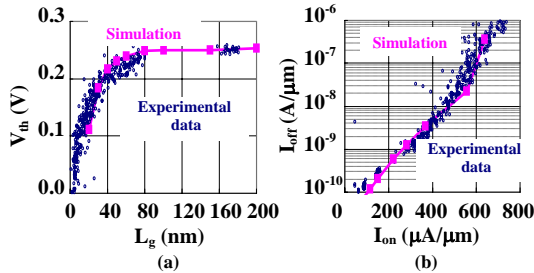 (a)
0.3
0.2
0.1
0.0
V_th (V)
Simulation
Experimental
data
0 40 80 120 160 200
L_g (nm)
(a)
(b)
10^-6
10^-7
10^-8
10^-9
10^-10
I_off (A/μm)
Simulation
Experimental
data
0 200 400 600 800
I_on (μA/μm)
(b)